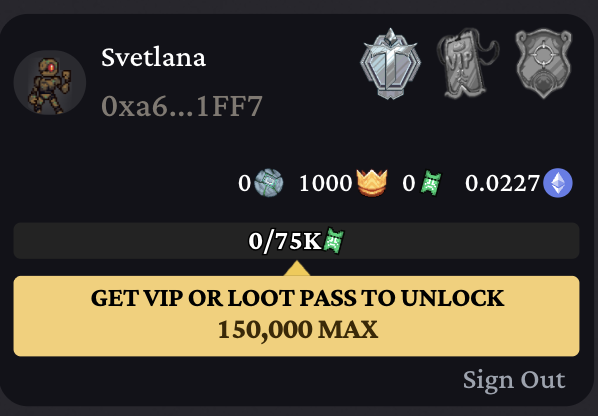 Svetlana
VIP
0xa6...1FF7
0 1000 0 0.0227
0/75K
GET VIP OR LOOT PASS TO UNLOCK
150,000 MAX
Sign Out